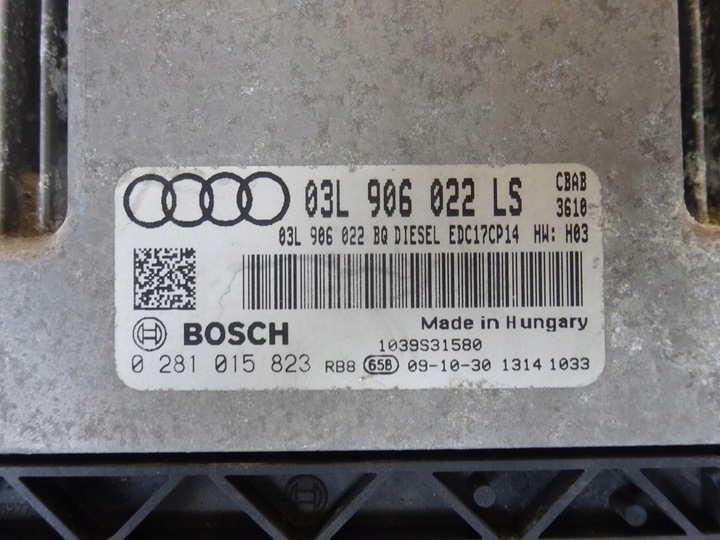 03L 906 022 LS CBAB
3610
03L 906 022 BQ DIESEL EDC17CP14 HW: H03
Made in Hungary
BOSCH
1039S31580
0 281 015 823 RB8 65B 09-10-30 1314 1033